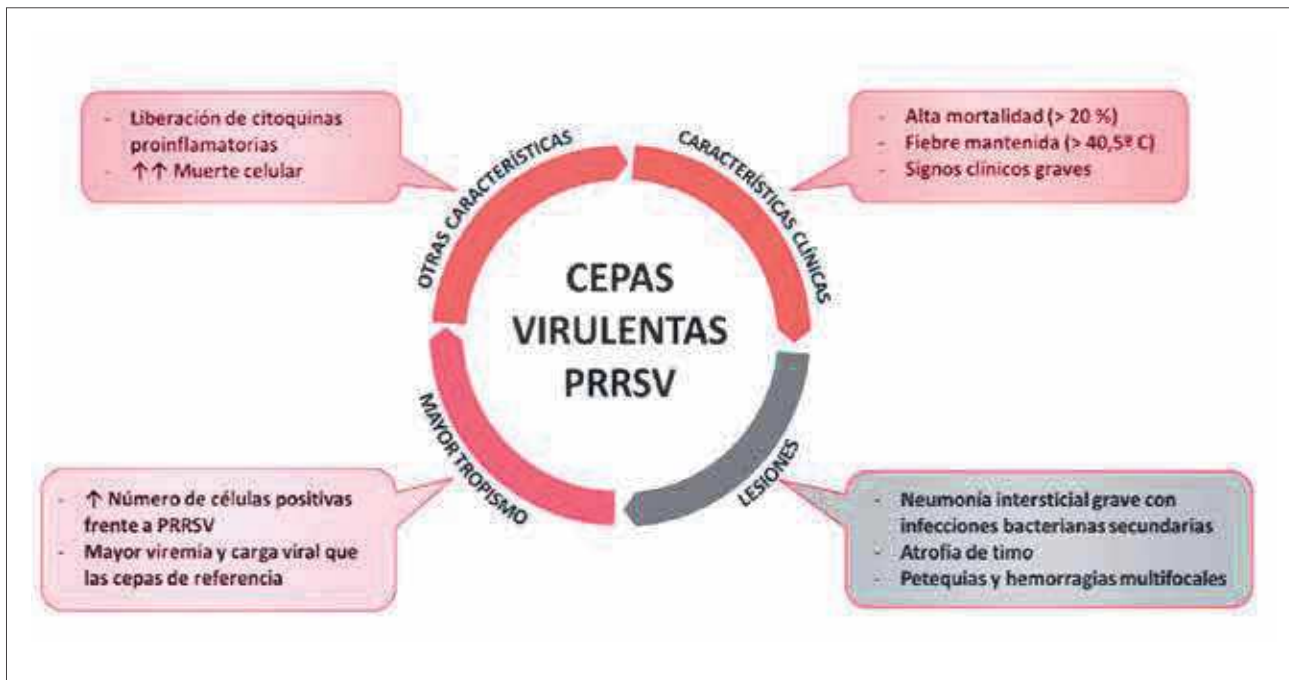 - Liberación de citoquinas
proinflamatorias
- ↑↑ Muerte celular
OTRAS CARACTERÍSTICAS
CARACTERÍSTICAS CLÍNICAS
- Alta mortalidad (> 20 %)
- Fiebre mantenida (> 40,5º C)
- Signos clínicos graves
CEPAS
VIRULENTAS
PRRSV
MAYOR TROPISMO
LESIONES
- ↑ Número de células positivas
frente a PRRSV
- Mayor viremia y carga viral que
las cepas de referencia
- Neumonía intersticial grave con
infecciones bacterianas secundarias
- Atrofia de timo
- Petequias y hemorragias multifocales